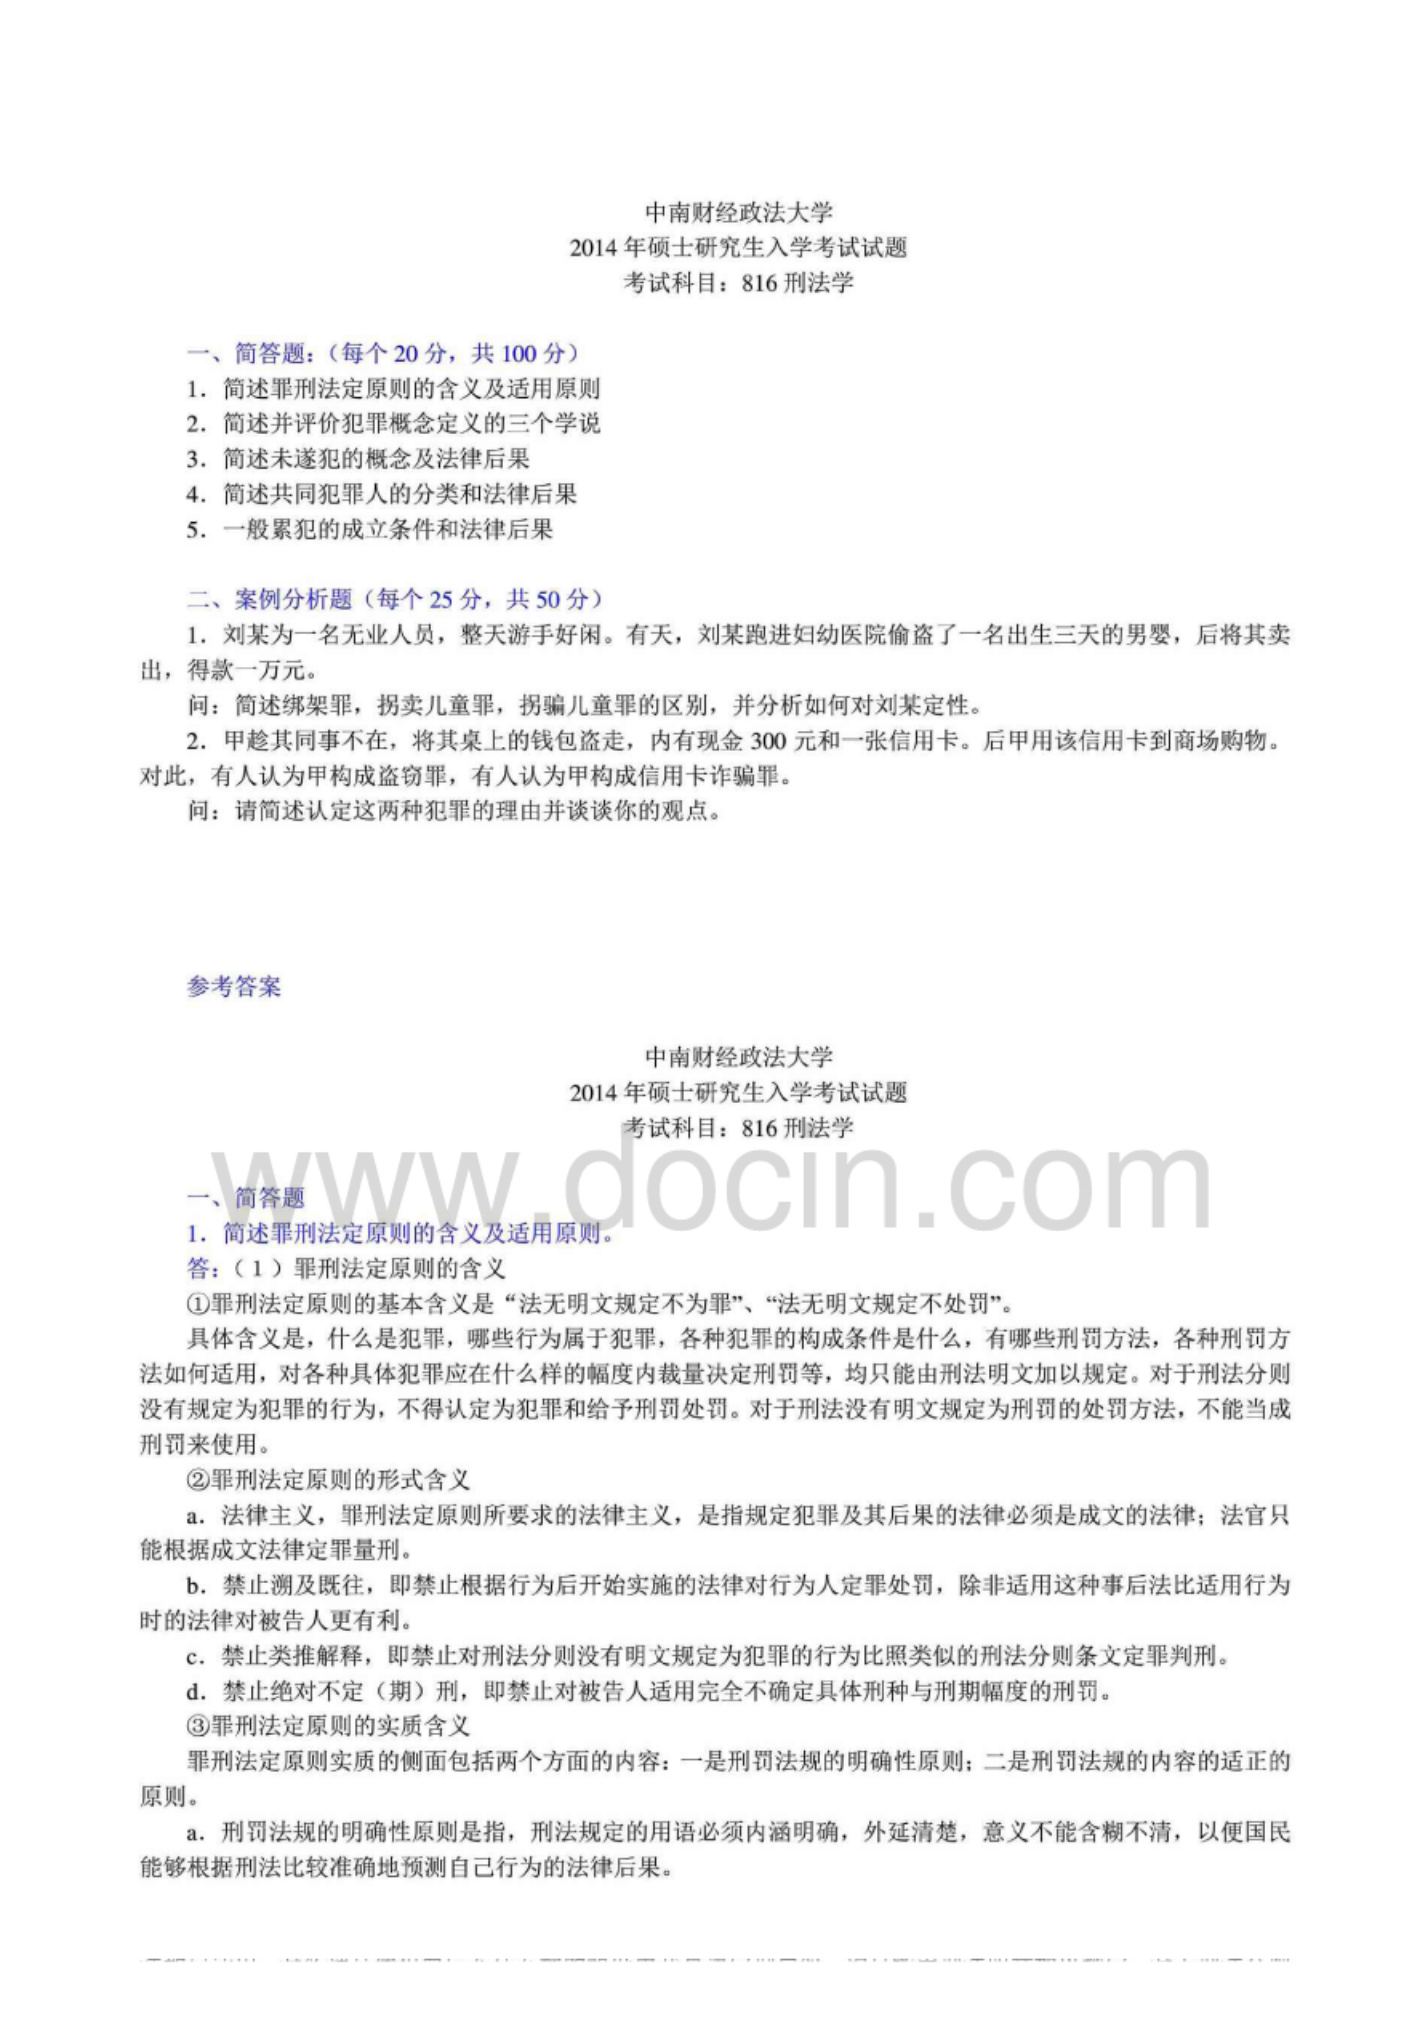 中南财经政法大学
2014 年硕士研究生入学考试试题
考试科目：816 刑法学
一、简答题：（每个 20 分，共 100 分）
1．简述罪刑法定原则的含义及适用原则
2．简述并评价犯罪概念定义的三个学说
3．简述未遂犯的概念及法律后果
4．简述共同犯罪人的分类和法律后果
5．一般累犯的成立条件和法律后果
二、案例分析题（每个 25 分，共 50 分）
1．刘某为一名无业人员，整天游手好闲。有天，刘某跑进妇幼医院偷盗了一名出生三天的男婴，后将其卖
出，得款一万元。
问：简述绑架罪，拐卖儿童罪，拐骗儿童罪的区别，并分析如何对刘某定性。
2．甲趁其同事不在，将其桌上的钱包盗走，内有现金 300 元和一张信用卡。后甲用该信用卡到商场购物。
对此，有人认为甲构成盗窃罪，有人认为甲构成信用卡诈骗罪。
问：请简述认定这两种犯罪的理由并谈谈你的观点。
参考答案
中南财经政法大学
2014 年硕士研究生入学考试试题
考试科目：816 刑法学
www.docin.com
一、简答题
1．简述罪刑法定原则的含义及适用原则。
答：（１）罪刑法定原则的含义
①罪刑法定原则的基本含义是“法无明文规定不为罪”、“法无明文规定不处罚”。
具体含义是，什么是犯罪，哪些行为属于犯罪，各种犯罪的构成条件是什么，有哪些刑罚方法，各种刑罚方
法如何适用，对各种具体犯罪应在什么样的幅度内裁量决定刑罚等，均只能由刑法明文加以规定。对于刑法分则
没有规定为犯罪的行为，不得认定为犯罪和给予刑罚处罚。对于刑法没有明文规定为刑罚的处罚方法，不能当成
刑罚来使用。
②罪刑法定原则的形式含义
a．法律主义，罪刑法定原则所要求的法律主义，是指规定犯罪及其后果的法律必须是成文的法律；法官只
能根据成文法律定罪量刑。
b．禁止溯及既往，即禁止根据行为后开始实施的法律对行为人定罪处罚，除非适用这种事后法比适用行为
时的法律对被告人更有利。
c．禁止类推解释，即禁止对刑法分则没有明文规定为犯罪的行为比照类似的刑法分则条文定罪判刑。
d．禁止绝对不定（期）刑，即禁止对被告人适用完全不确定具体刑种与刑期幅度的刑罚。
③罪刑法定原则的实质含义
罪刑法定原则实质的侧面包括两个方面的内容：一是刑罚法规的明确性原则；二是刑罚法规的内容的适正的
原则。
a．刑罚法规的明确性原则是指，刑法规定的用语必须内涵明确，外延清楚，意义不能含糊不清，以便国民
能够根据刑法比较准确地预测自己行为的法律后果。